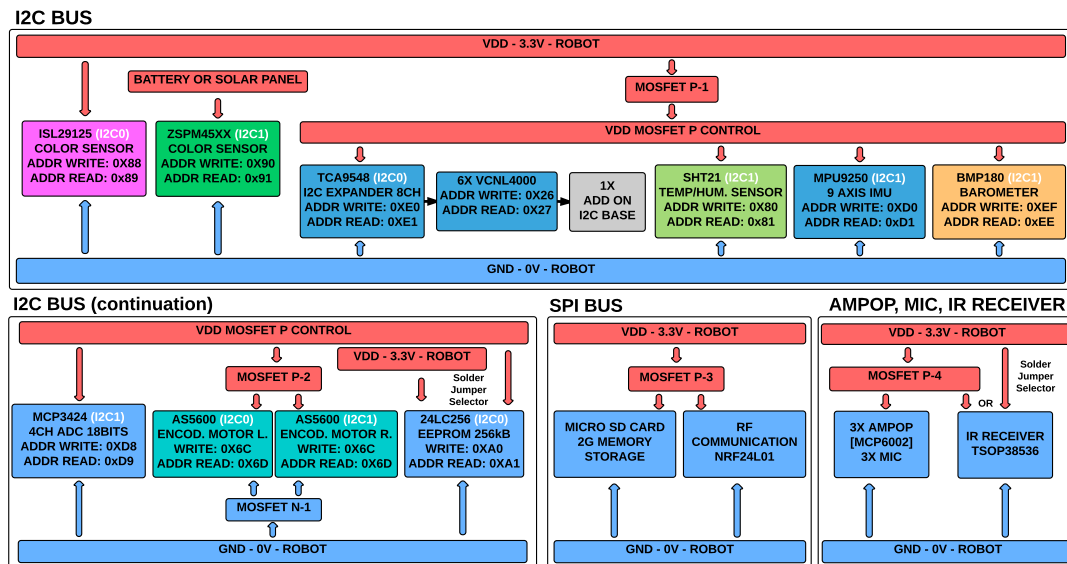 I2C BUS
VDD - 3.3V - ROBOT
BATTERY OR SOLAR PANEL
MOSFET P-1
VDD MOSFET P CONTROL
ISL29125 (I2C0)
COLOR SENSOR
ADDR WRITE: 0X88
ADDR READ: 0x89
ZSPM45XX (I2C1)
COLOR SENSOR
ADDR WRITE: 0X90
ADDR READ: 0x91
TCA9548 (I2C0)
I2C EXPANDER 8CH
ADDR WRITE: 0XE0
ADDR READ: 0XE1
6X VCNL4000
ADDR WRITE: 0X26
ADDR READ: 0X27
1X
ADD ON
I2C BASE
SHT21 (I2C1)
TEMP/HUM. SENSOR
ADDR WRITE: 0X80
ADDR READ: 0x81
MPU9250 (I2C1)
9 AXIS IMU
ADDR WRITE: 0XD0
ADDR READ: 0xD1
BMP180 (I2C1)
BAROMETER
ADDR WRITE: 0XEF
ADDR READ: 0xEE
GND - 0V - ROBOT
I2C BUS (continuation)
VDD MOSFET P CONTROL
VDD - 3.3V - ROBOT
MOSFET P-2
Solder
Jumper
Selector
MCP3424 (I2C1)
4CH ADC 18BITS
ADDR WRITE: 0XD8
ADDR READ: 0xD9
AS5600 (I2C0)
ENCOD. MOTOR L.
WRITE: 0X6C
ADDR READ: 0X6D
AS5600 (I2C1)
ENCOD. MOTOR R.
WRITE: 0X6C
ADDR READ: 0X6D
24LC256 (I2C0)
EEPROM 256kB
WRITE: 0XA0
ADDR READ: 0XA1
MOSFET N-1
GND - 0V - ROBOT
SPI BUS
VDD - 3.3V - ROBOT
MOSFET P-3
MICRO SD CARD
2G MEMORY
STORAGE
RF
COMMUNICATION
NRF24L01
GND - 0V - ROBOT
AMPOP, MIC, IR RECEIVER
VDD - 3.3V - ROBOT
MOSFET P-4
Solder
Jumper
Selector
OR
3X AMPOP
[MCP6002]
3X MIC
IR RECEIVER
TSOP38536
GND - 0V - ROBOT